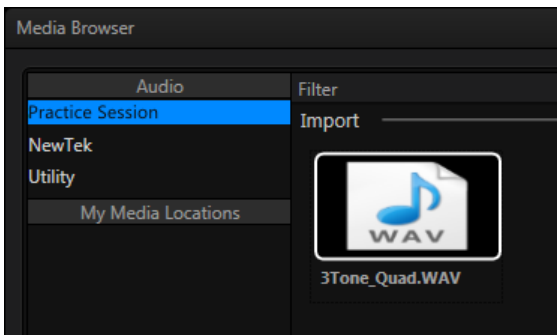 Media Browser
Audio
Practice Session
NewTek
Utility
My Media Locations
Filter
Import
WAV
3Tone_Quad.WAV